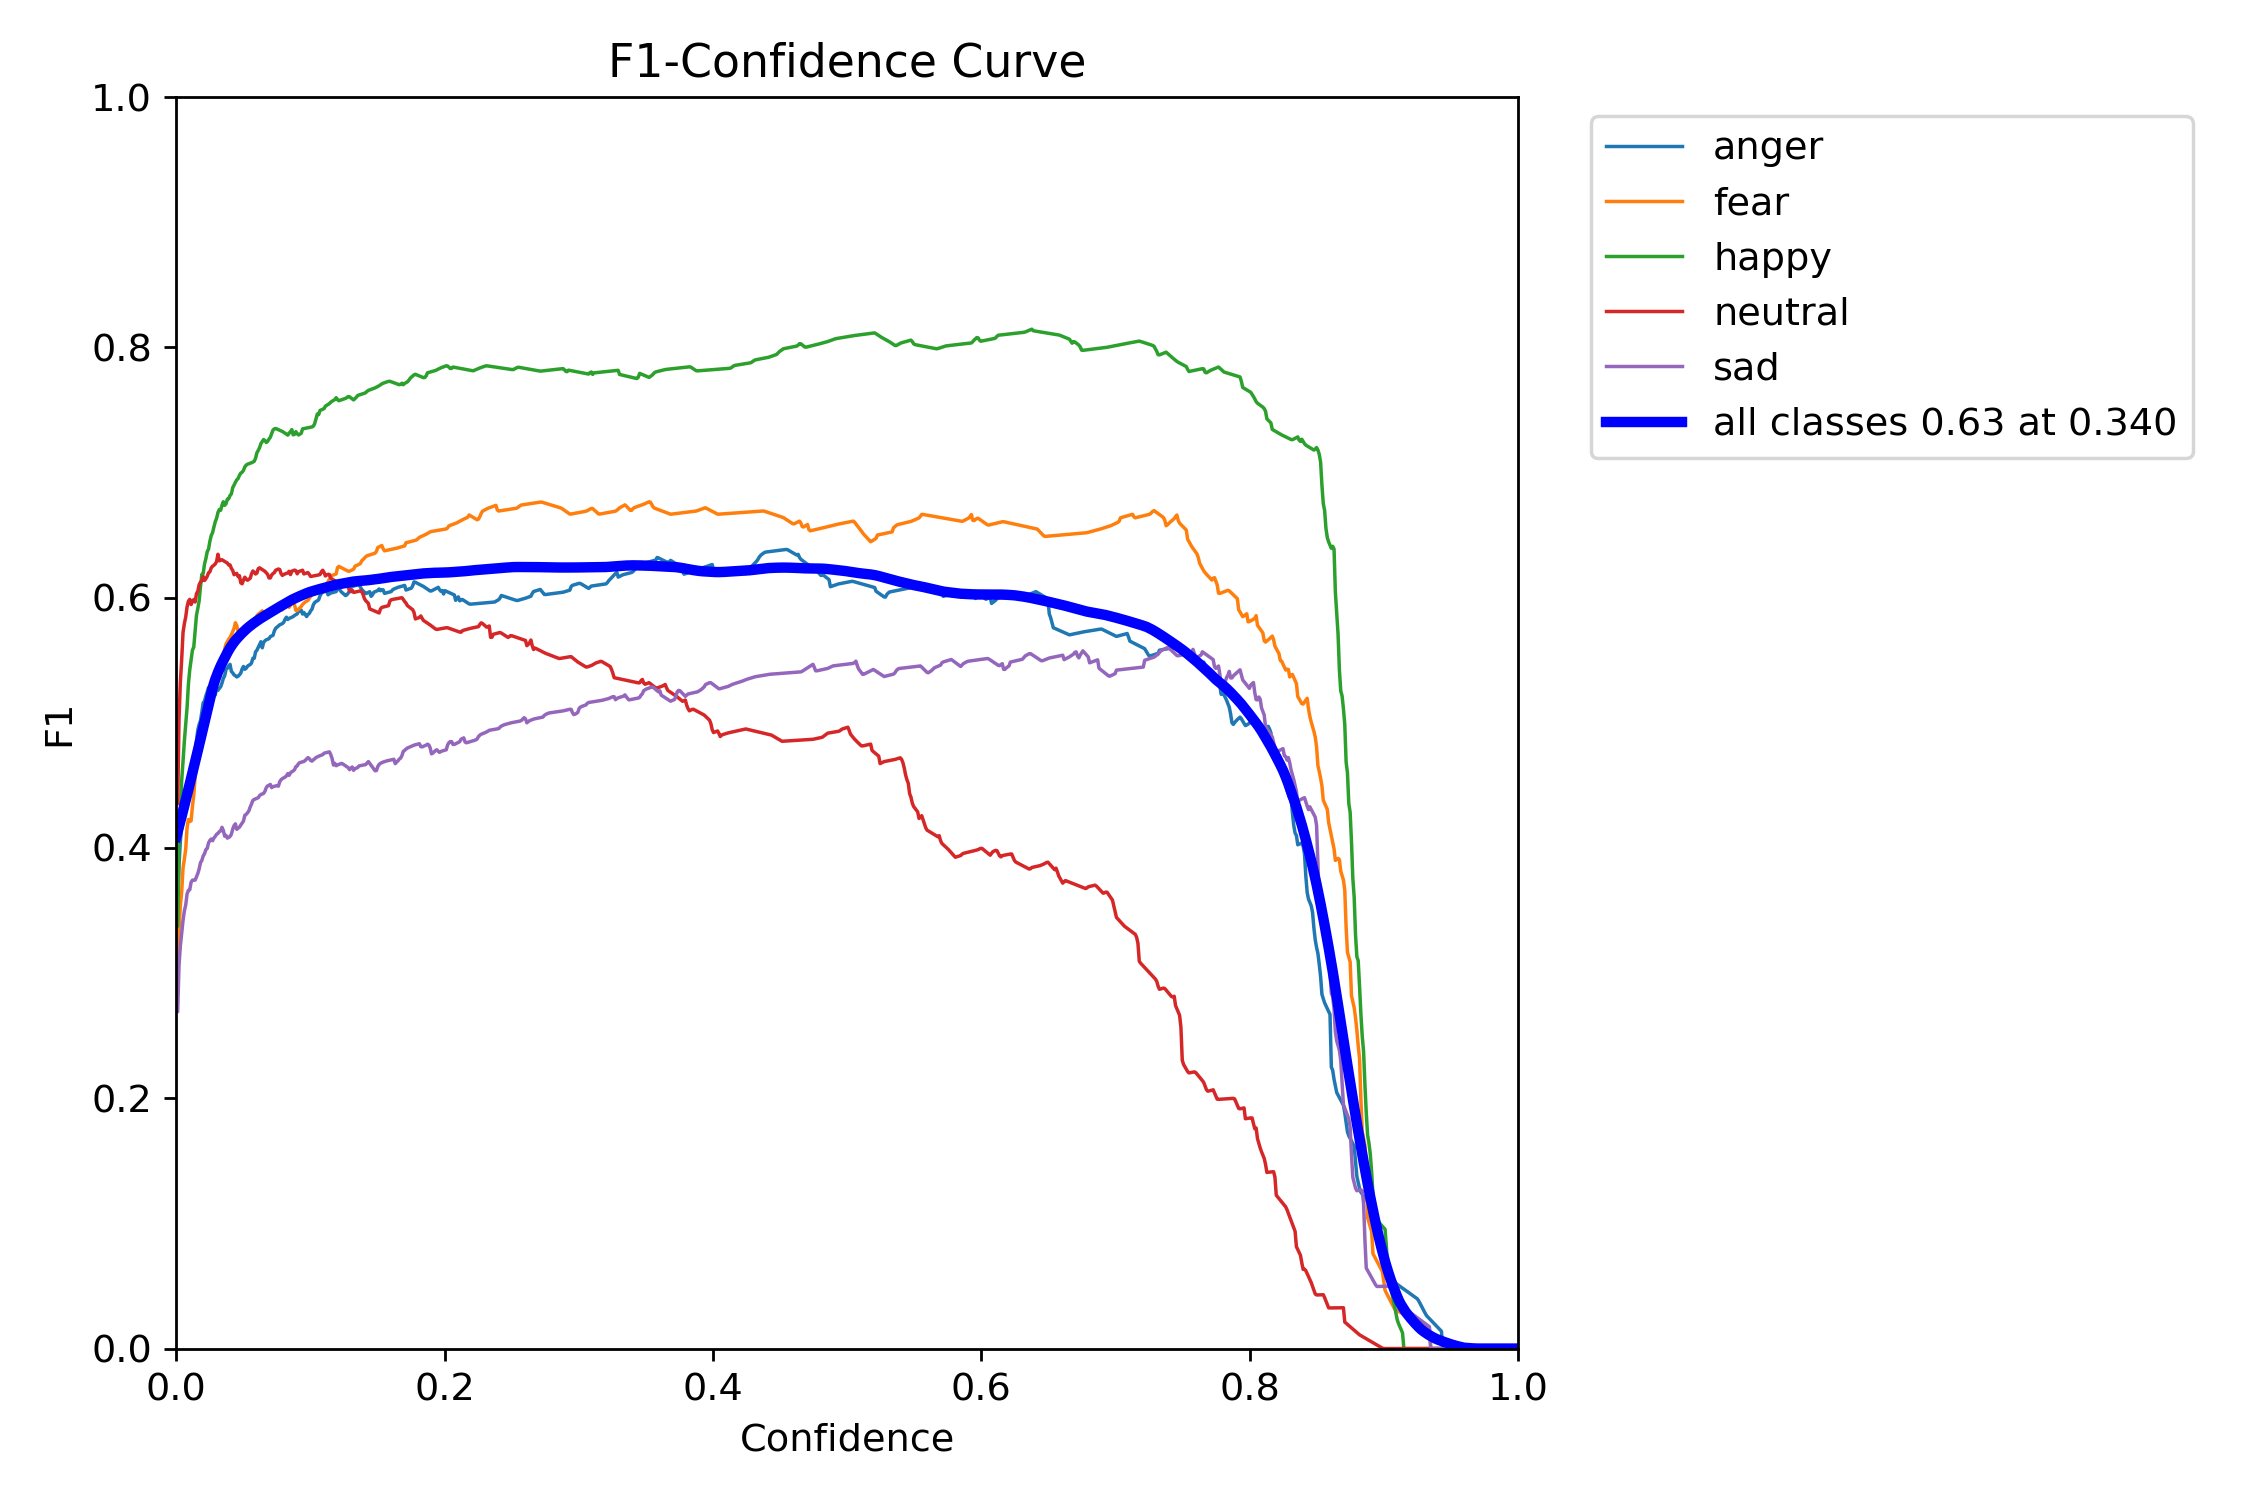 F1-Confidence Curve
1.0
0.8
0.6
0.4
0.2
0.0
F1
0.0 0.2 0.4 0.6 0.8 1.0
Confidence
anger
fear
happy
neutral
sad
all classes 0.63 at 0.340